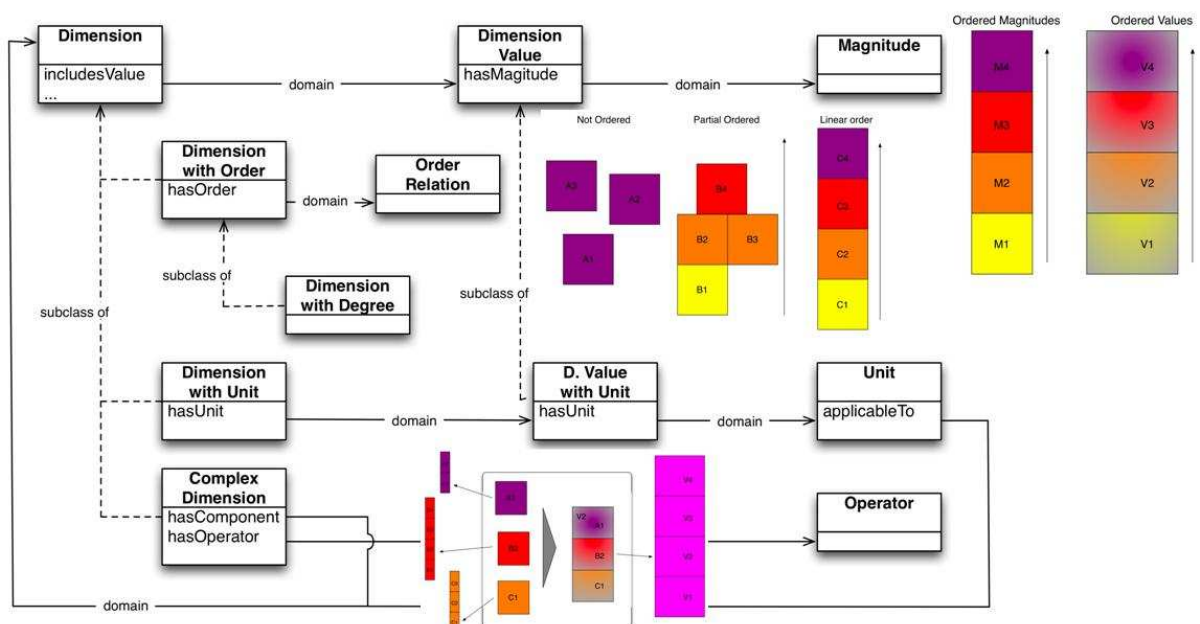 Dimension
includesValue
...
domain
Dimension
Value
hasMagitude
domain
Magnitude
Ordered Magnitudes
M4
M3
M2
M1
Ordered Values
V4
V3
V2
V1
Dimension
with Order
hasOrder
domain
Order
Relation
Not Ordered
A3
A2
A1
Partial Ordered
B4
B2
B3
B1
Linear order
C3
C2
C1
subclass of
subclass of
subclass of
Dimension
with Degree
Dimension
with Unit
hasUnit
domain
D. Value
with Unit
hasUnit
domain
Unit
applicableTo
Complex
Dimension
hasComponent
hasOperator
B2
C1
V2
A1
B2
C1
V4
V3
V2
V1
Operator
domain